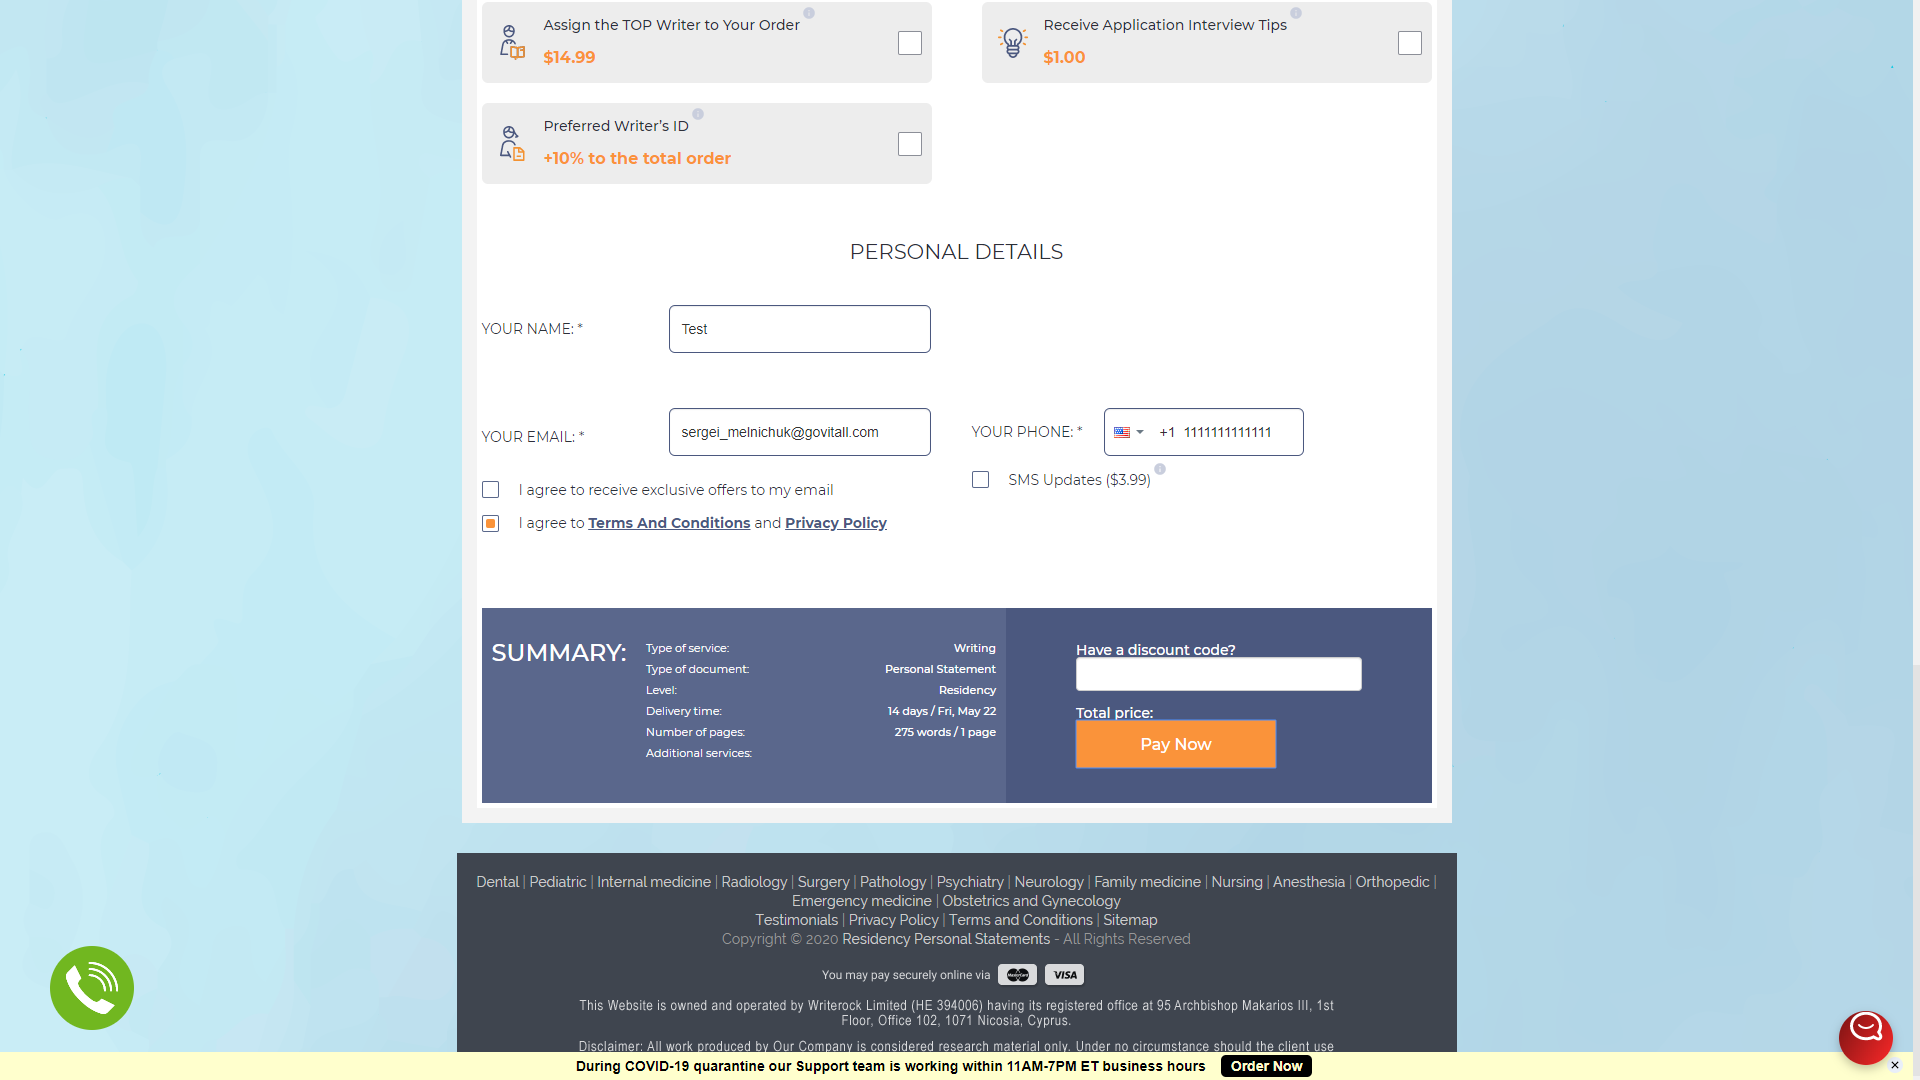 Assign the TOP Writer to Your Order
$14.99
Receive Application Interview Tips
$1.00
Preferred Writer's ID
+10% to the total order
PERSONAL DETAILS
YOUR NAME: *
Test
YOUR EMAIL: *
sergei_melnichuk@govitall.com
YOUR PHONE: *
+1 1111111111111
I agree to receive exclusive offers to my email
SMS Updates ($3.99)
I agree to Terms And Conditions and Privacy Policy
SUMMARY:
Type of service: Writing
Type of document: Personal Statement
Level: Residency
Delivery time: 14 days / Fri, May 22
Number of pages: 275 words / 1 page
Additional services:
Have a discount code?
Total price:
Pay Now
Dental | Pediatric | Internal medicine | Radiology | Surgery | Pathology | Psychiatry | Neurology | Family medicine | Nursing | Anesthesia | Orthopedic |
Emergency medicine | Obstetrics and Gynecology
Testimonials | Privacy Policy | Terms and Conditions | Sitemap
Copyright © 2020 Residency Personal Statements - All Rights Reserved
You may pay securely online via MasterCard VISA
This Website is owned and operated by Writerock Limited (HE 394006) having its registered office at 95 Archbishop Makarios III, 1st
Floor, Office 102, 1071 Nicosia, Cyprus.
Disclaimer: All work produced by Our Company is considered research material only. Under no circumstance should the client use
During COVID-19 quarantine our Support team is working within 11AM-7PM ET business hours
Order Now